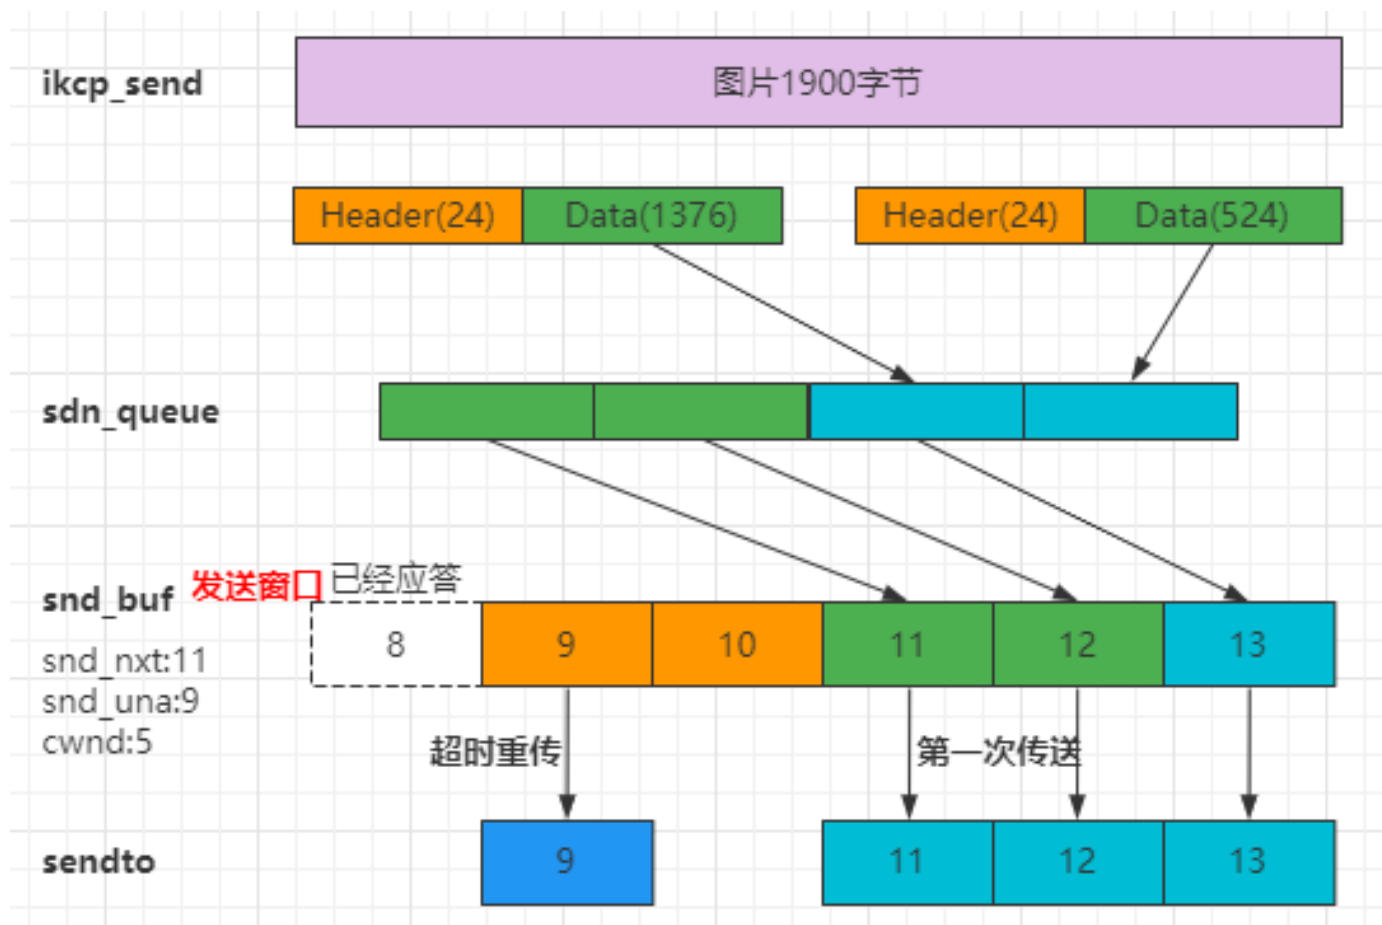 ikcp_send
图片1900字节
Header(24) Data(1376) Header(24) Data(524)
sdn_queue
snd_buf 发送窗口 已经应答
8 9 10 11 12 13
snd_nxt:11
snd_una:9
cwnd:5
超时重传 第一次传送
sendto 9 11 12 13